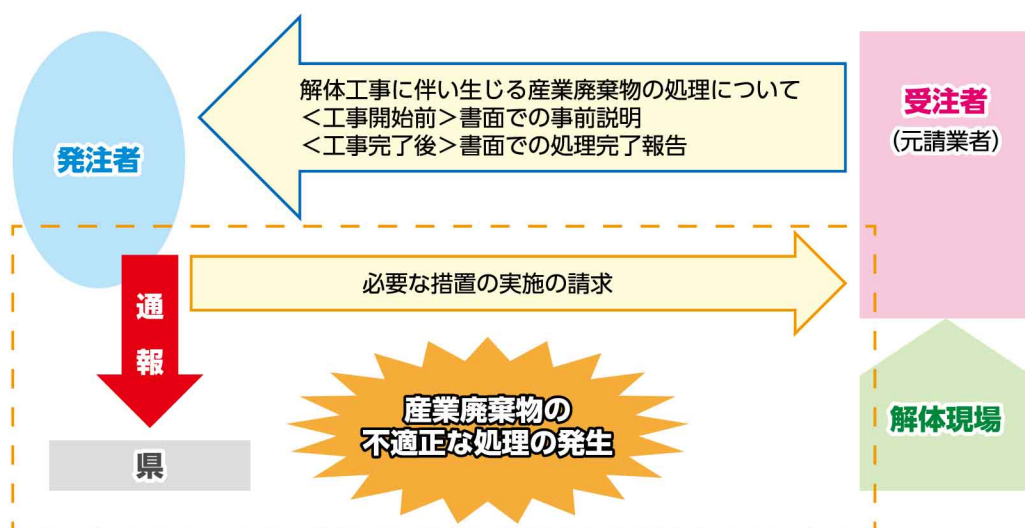 発注者
解体工事に伴い生じる産業廃棄物の処理について
＜工事開始前＞書面での事前説明
＜工事完了後＞書面での処理完了報告
受注者
(元請業者)
必要な措置の実施の請求
通報
産業廃棄物の
不適正な処理の発生
解体現場
県